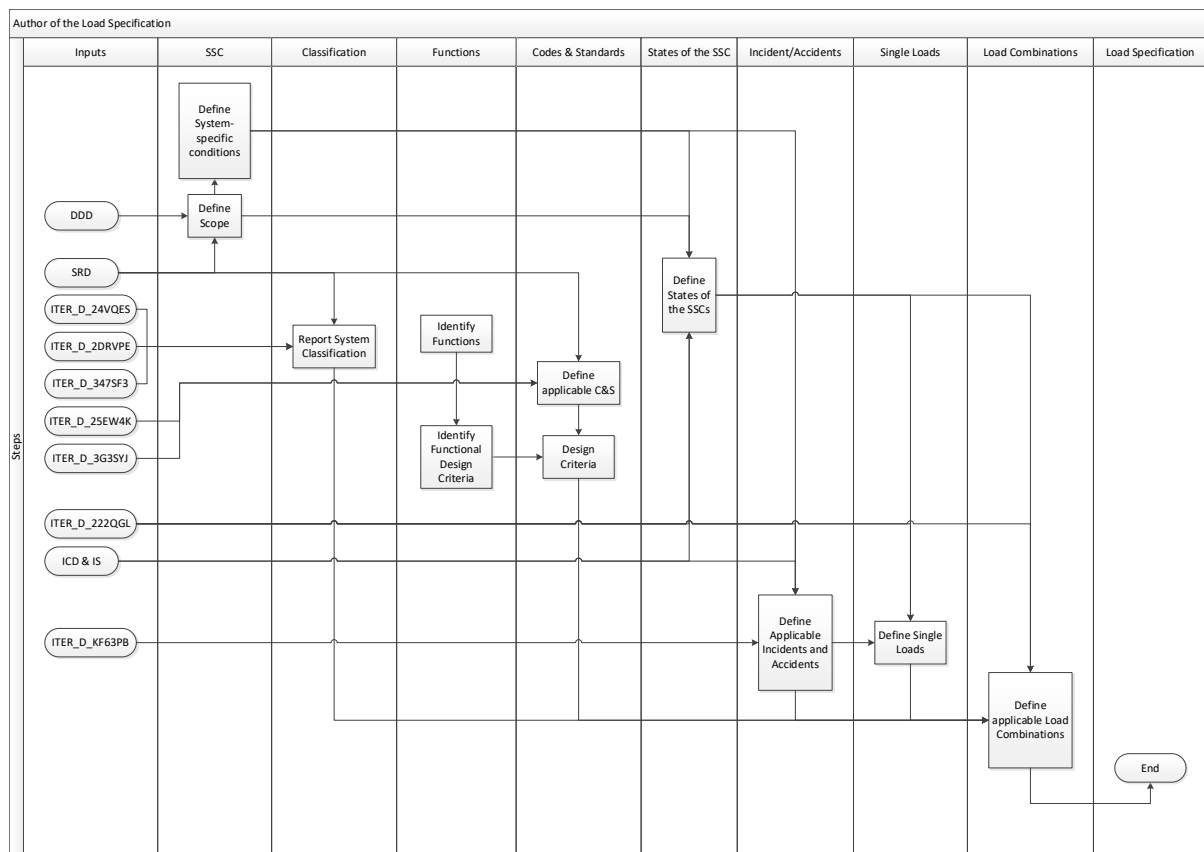 Author of the Load Specification
Inputs
SSC
Classification
Functions
Codes & Standards
States of the SSC
Incident/Accidents
Single Loads
Load Combinations
Load Specification
Steps
Define
System-
specific
conditions
DDD
Define
Scope
SRD
Define
States of
the SSCs
ITER_D_24VQES
ITER_D_2DRVPE
Report System
Classification
Identify
Functions
ITER_D_347SF3
Define
applicable C&S
ITER_D_25EW4K
ITER_D_3G3SYJ
Identify
Functional
Design
Criteria
Design
Criteria
ITER_D_222QGL
ICD & IS
ITER_D_KF63PB
Define
Applicable
Incidents and
Accidents
Define Single
Loads
Define
applicable Load
Combinations
End